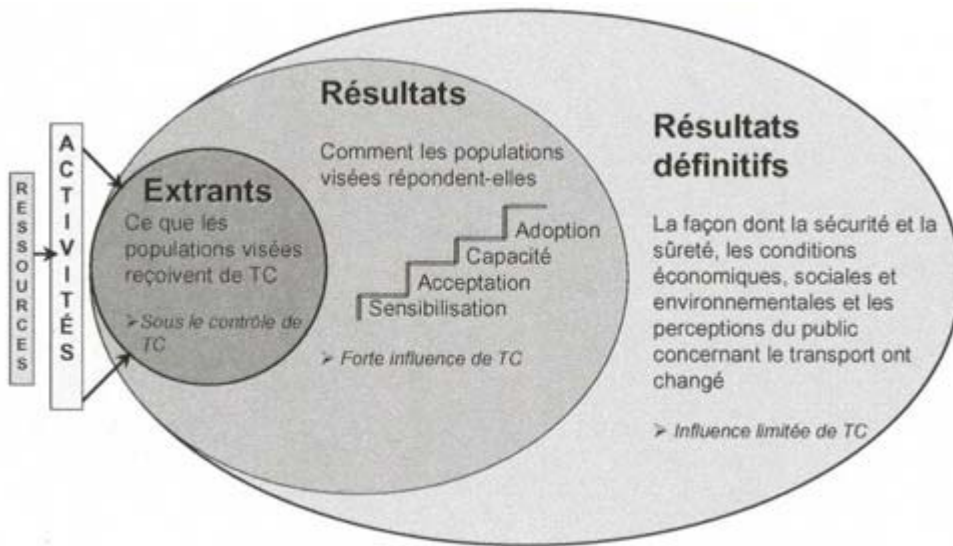 RESSOURCES
ACTIVITÉS
Extrants
Ce que les
populations visées
reçoivent de TC
➢ Sous le contrôle de
TC
Résultats
Comment les populations
visées répondent-elles
Adoption
Capacité
Acceptation
Sensibilisation
➢ Forte influence de TC
Résultats
définitifs
La façon dont la sécurité et la
sûreté, les conditions
économiques, sociales et
environnementales et les
perceptions du public
concernant le transport ont
changé
➢ Influence limitée de TC